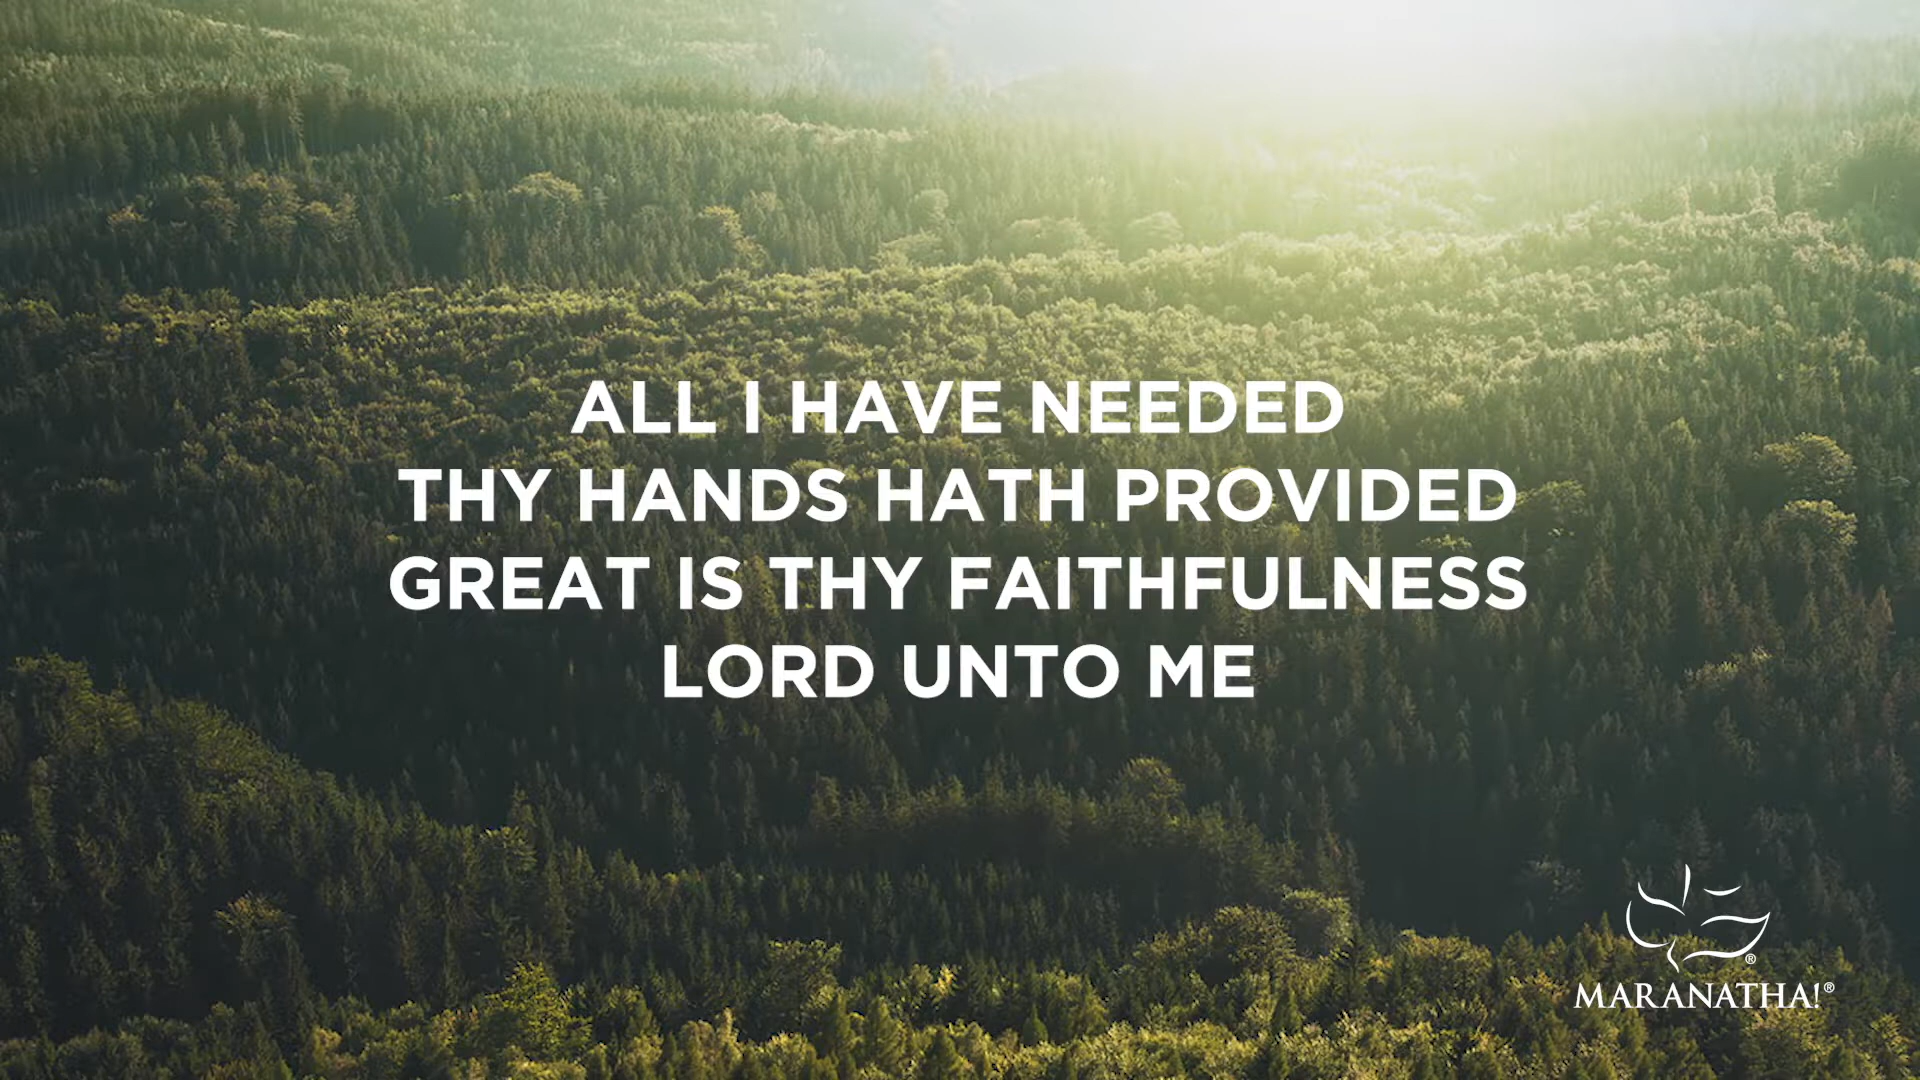 ALL I HAVE NEEDED
THY HANDS HATH PROVIDED
GREAT IS THY FAITHFULNESS
LORD UNTO ME
®
MARANATHA!®